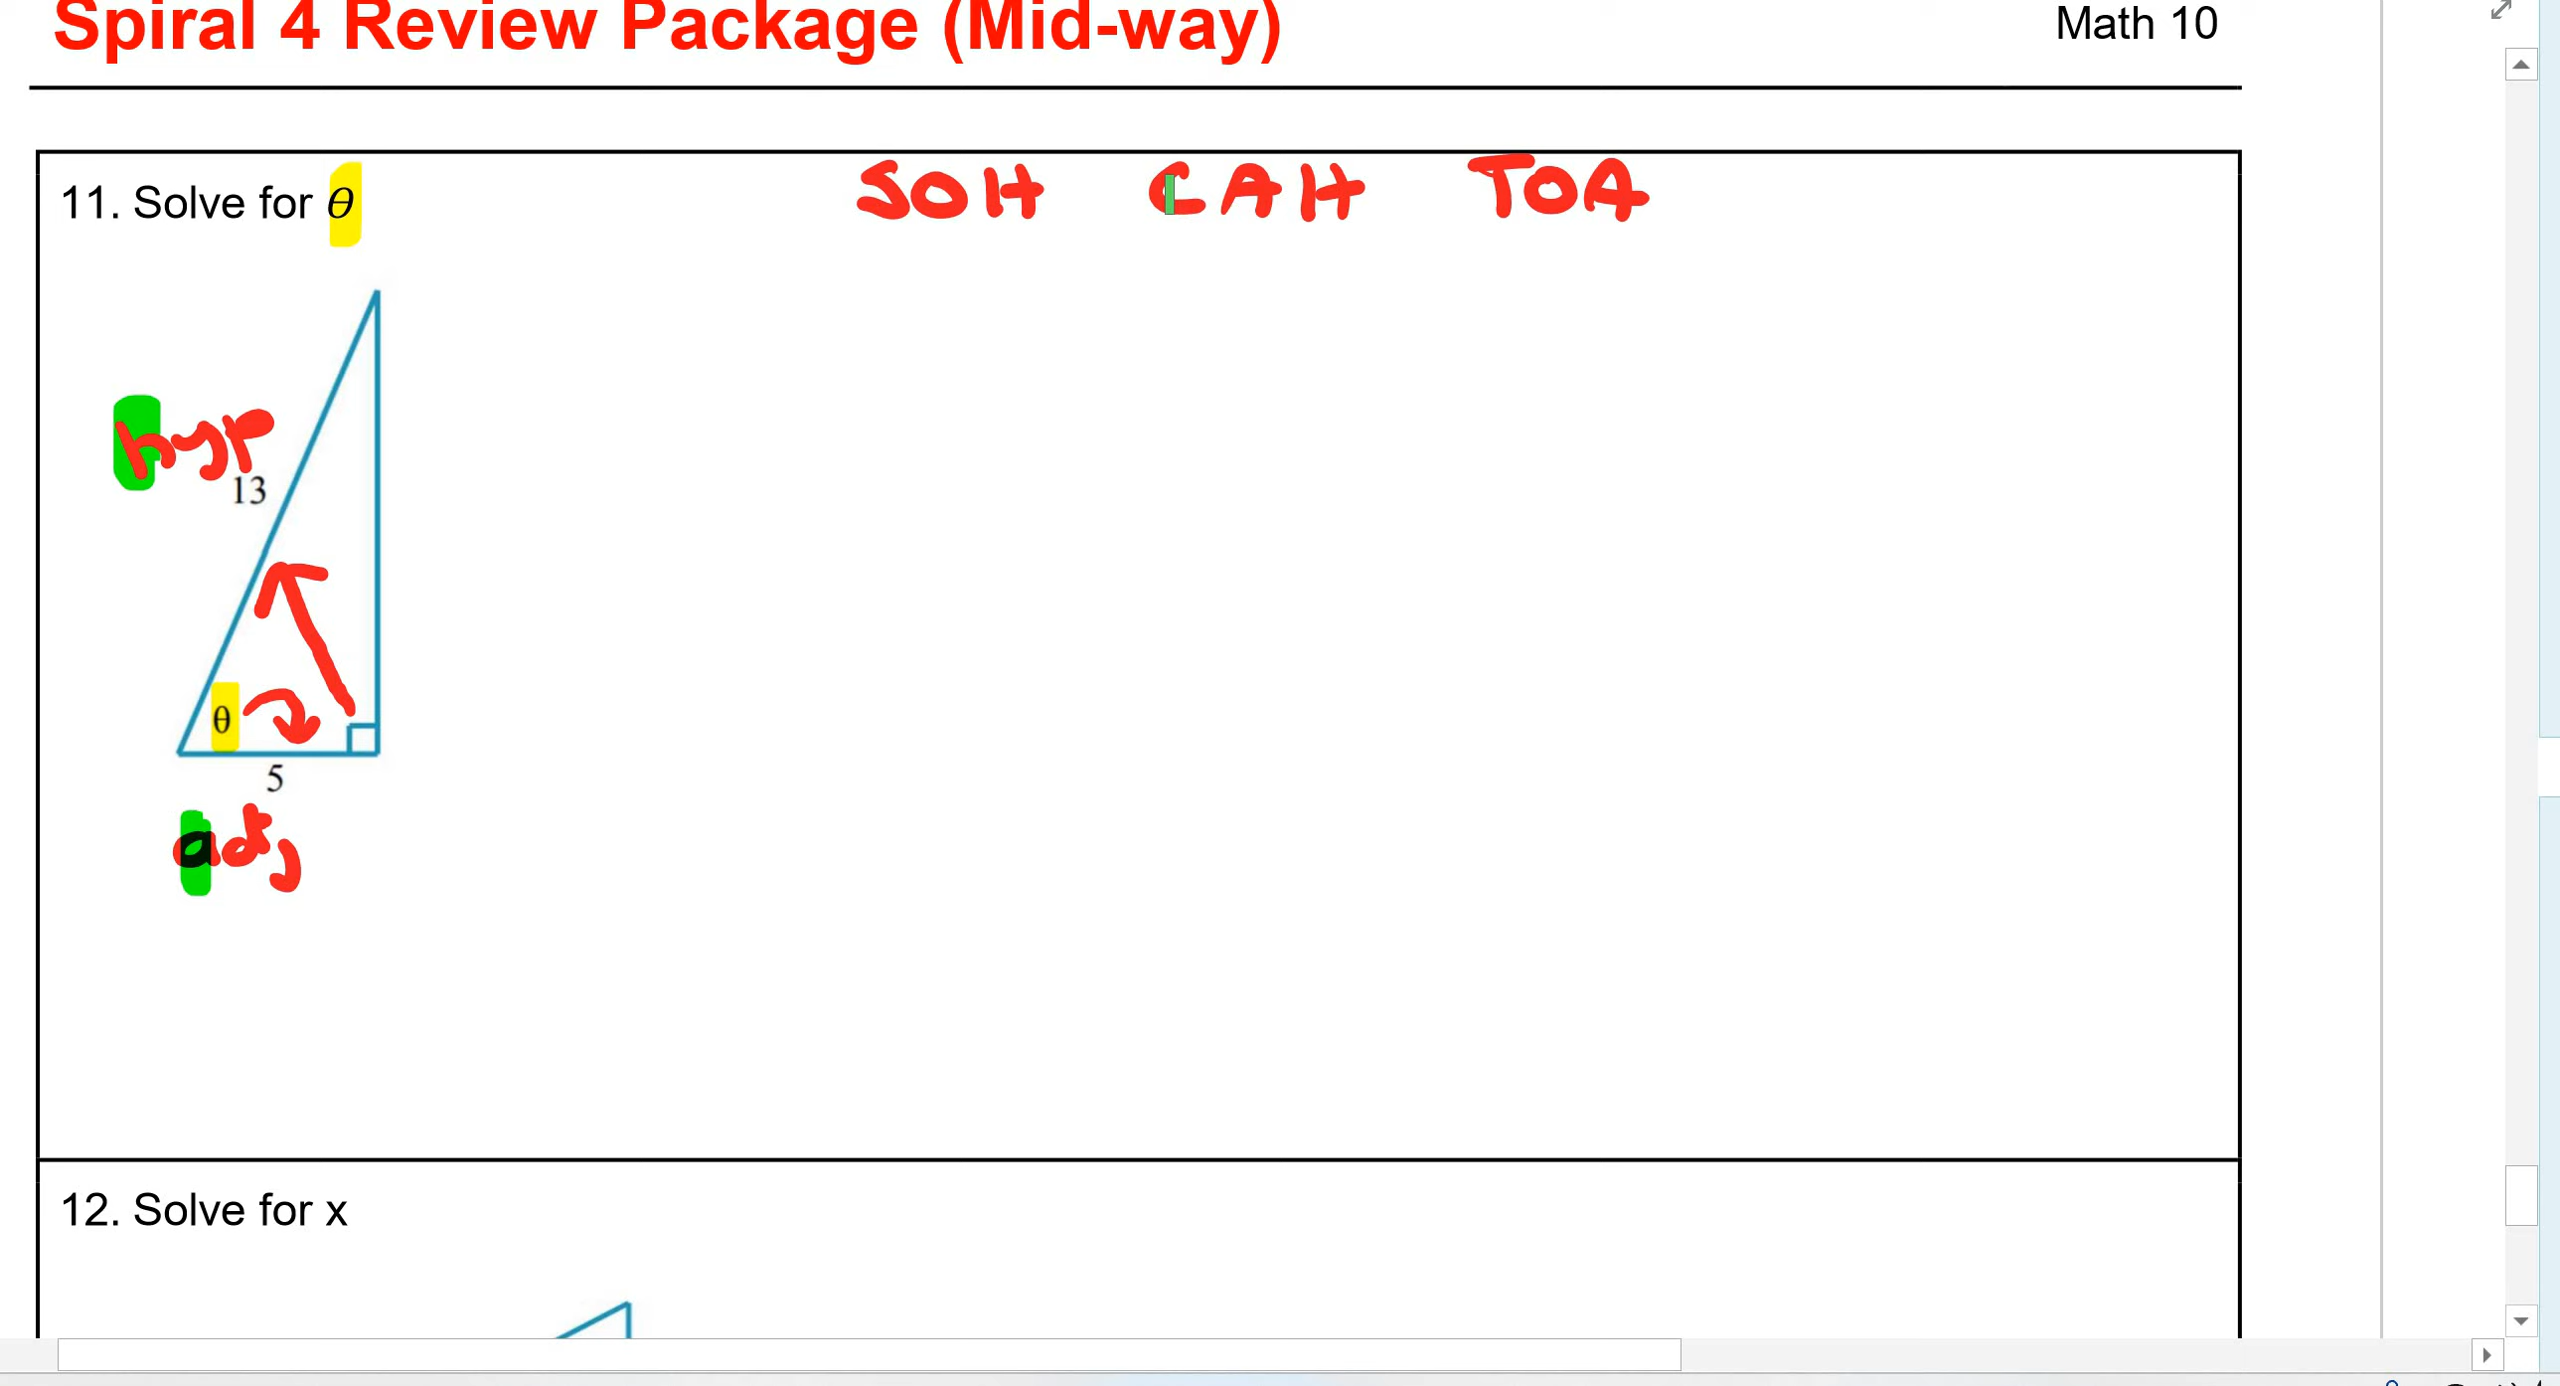 Spiral 4 Review Package (Mid-way)
Math 10
11. Solve for θ
SOH CAH TOA
hyp
13
θ
5
adj
12. Solve for x